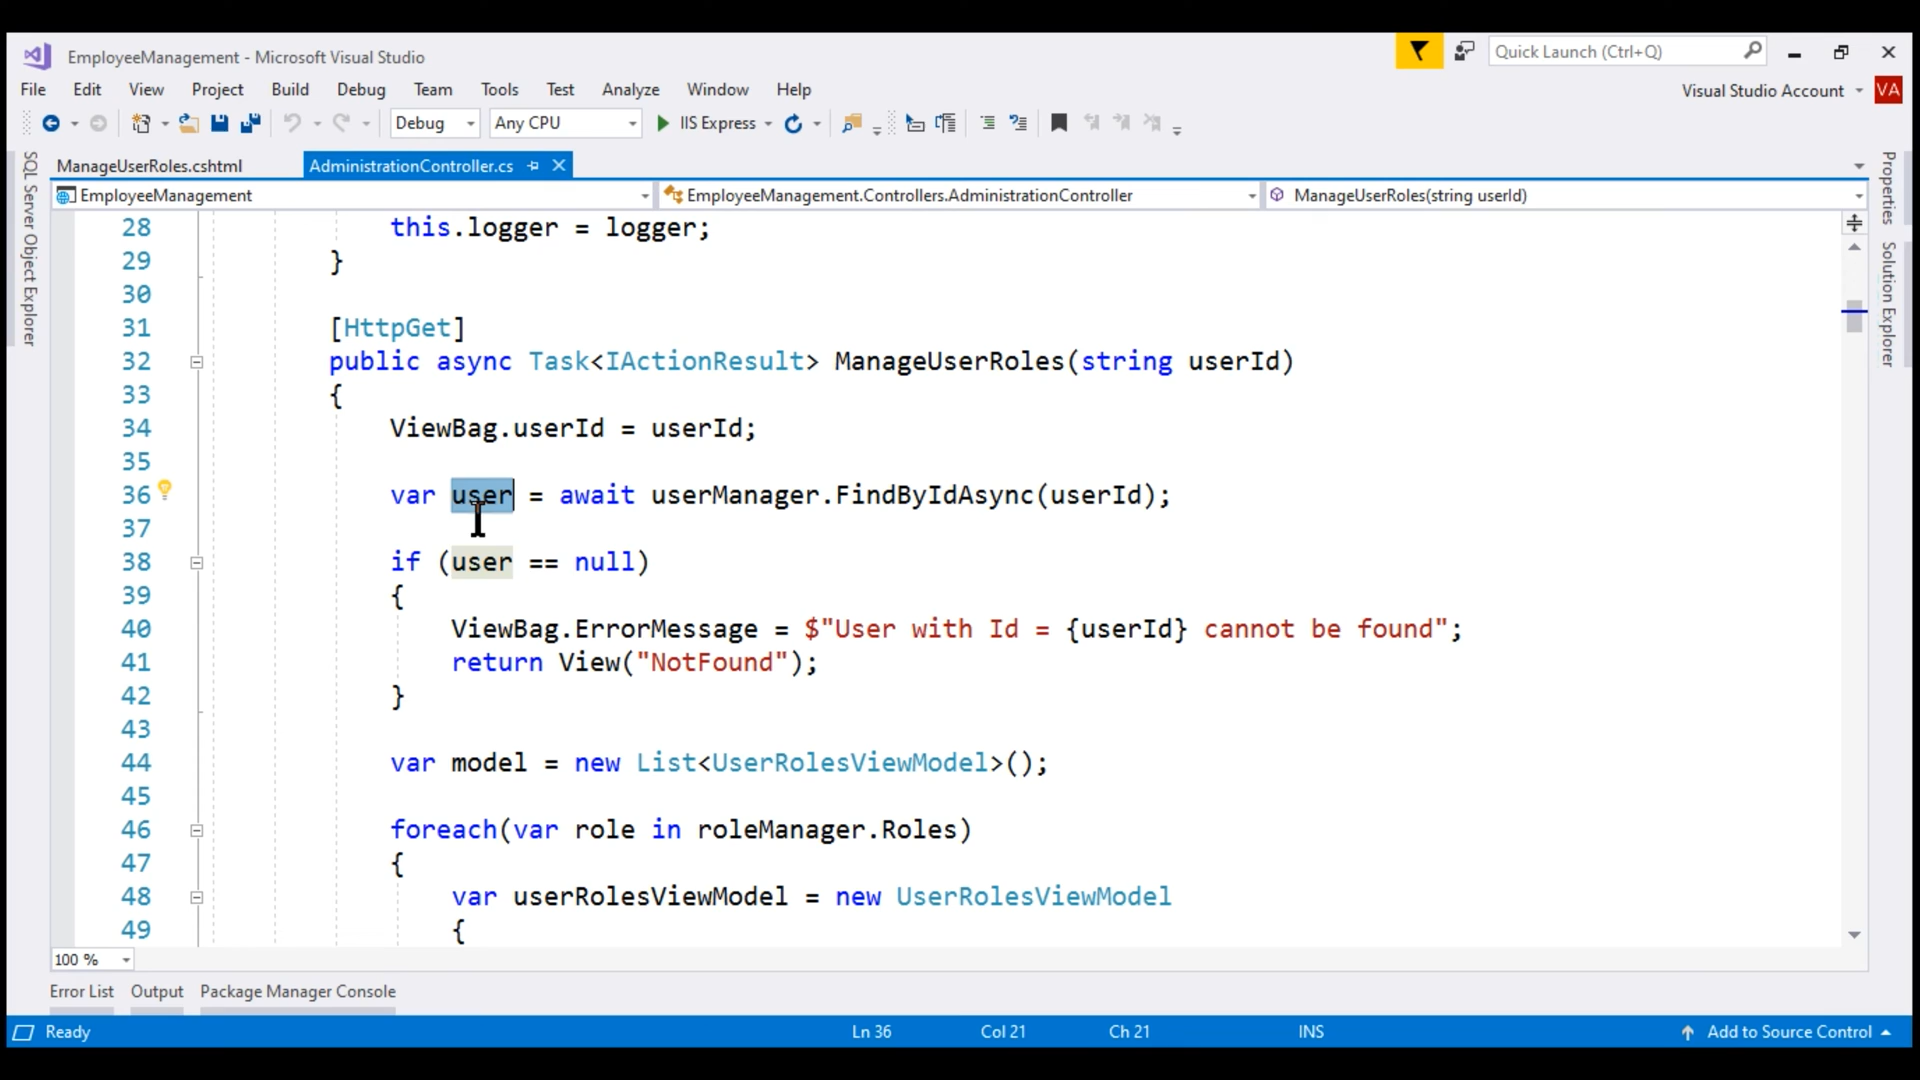 EmployeeManagement - Microsoft Visual Studio
Quick Launch (Ctrl+Q)
File Edit View Project Build Debug Team Tools Test Analyze Window Help
Visual Studio Account VA
Debug Any CPU IIS Express
SQL Server Object Explorer
ManageUserRoles.cshtml AdministrationController.cs
Properties
Solution Explorer
EmployeeManagement EmployeeManagement.Controllers.AdministrationController ManageUserRoles(string userId)
28 this.logger = logger;
29 }
30
31 [HttpGet]
32 public async Task<IActionResult> ManageUserRoles(string userId)
33 {
34 ViewBag.userId = userId;
35
36 var user = await userManager.FindByIdAsync(userId);
37
38 if (user == null)
39 {
40 ViewBag.ErrorMessage = $"User with Id = {userId} cannot be found";
41 return View("NotFound");
42 }
43
44 var model = new List<UserRolesViewModel>();
45
46 foreach(var role in roleManager.Roles)
47 {
48 var userRolesViewModel = new UserRolesViewModel
49 {
100 %
Error List Output Package Manager Console
Ready Ln 36 Col 21 Ch 21 INS Add to Source Control